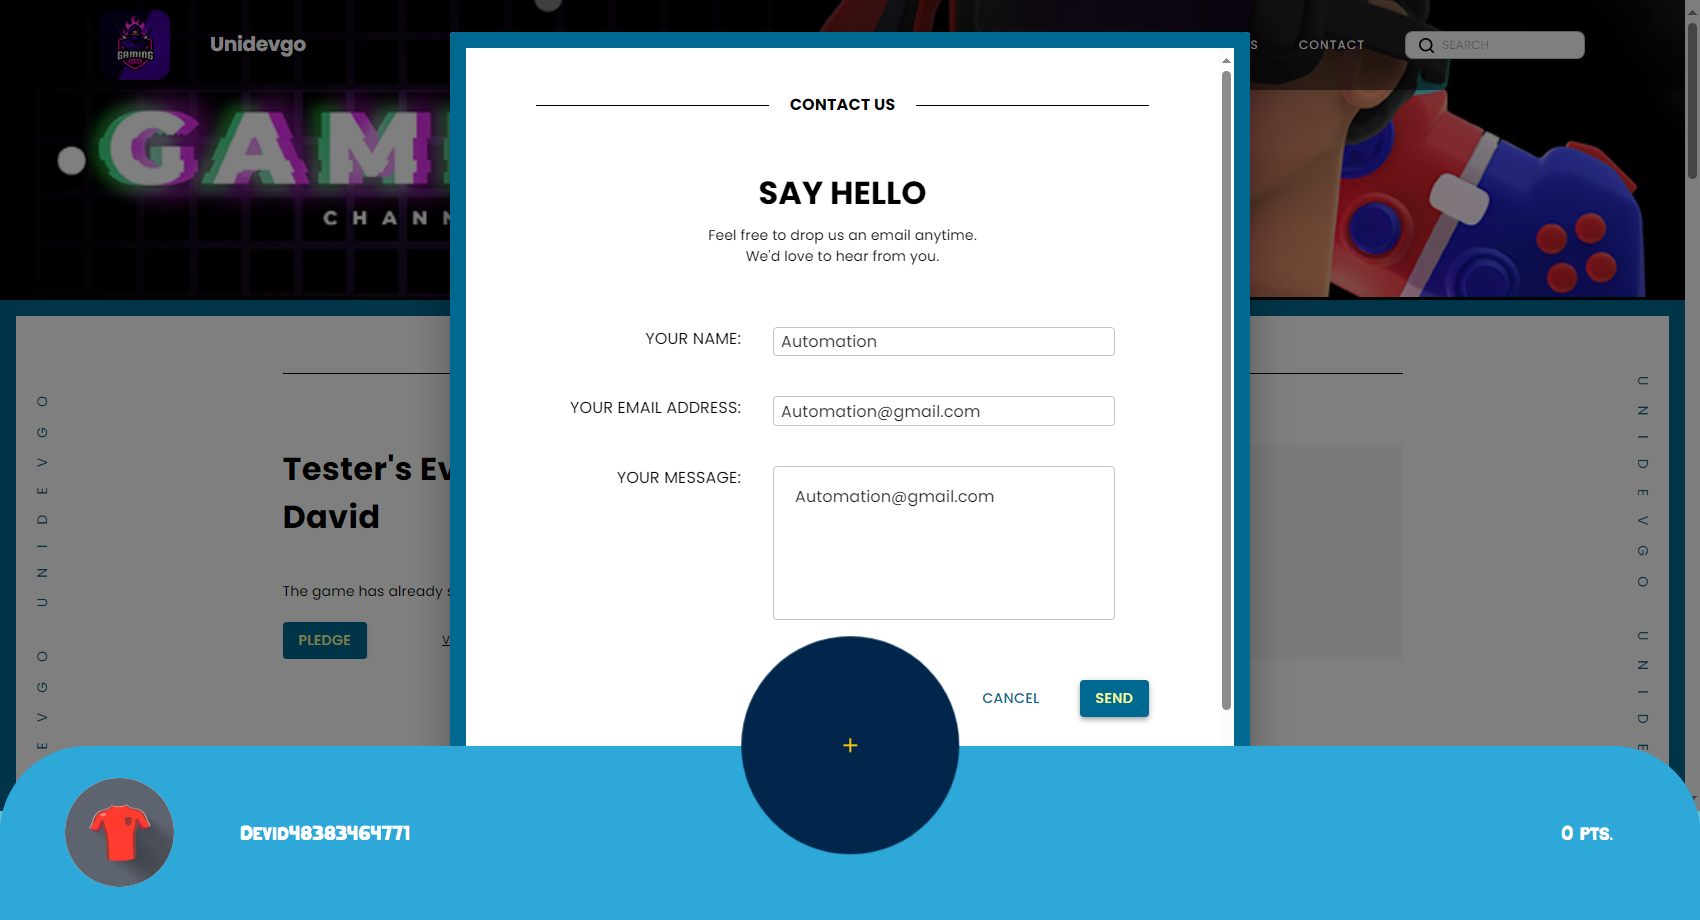 GAMING
Unidevgo
S
CONTACT
SEARCH
GAM
CHANN
CONTACT US
SAY HELLO
Feel free to drop us an email anytime.
We'd love to hear from you.
YOUR NAME:
Automation
YOUR EMAIL ADDRESS:
Automation@gmail.com
YOUR MESSAGE:
Automation@gmail.com
CANCEL
SEND
Tester's Ev
David
The game has already s
PLEDGE
V
EVGO UNIDEVGO
UNIDEVGO UNIDE
+
Devid48383464771
0 pts.